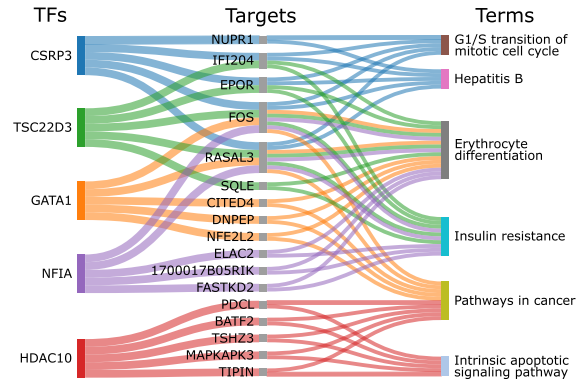 TFs
Targets
Terms
CSRP3
TSC22D3
GATA1
NFIA
HDAC10
NUPR1
IFI204
EPOR
FOS
RASAL3
SQLE
CITED4
DNPEP
NFE2L2
ELAC2
1700017B05RIK
FASTKD2
PDCL
BATF2
TSHZ3
MAPKAPK3
TIPIN
G1/S transition of
mitotic cell cycle
Hepatitis B
Erythrocyte
differentiation
Insulin resistance
Pathways in cancer
Intrinsic apoptotic
signaling pathway